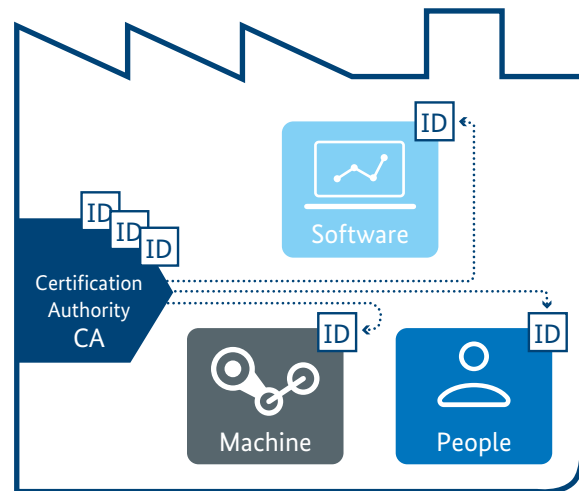 ID
Software
ID
ID
ID
Certification
Authority
CA
ID
ID
Machine
People